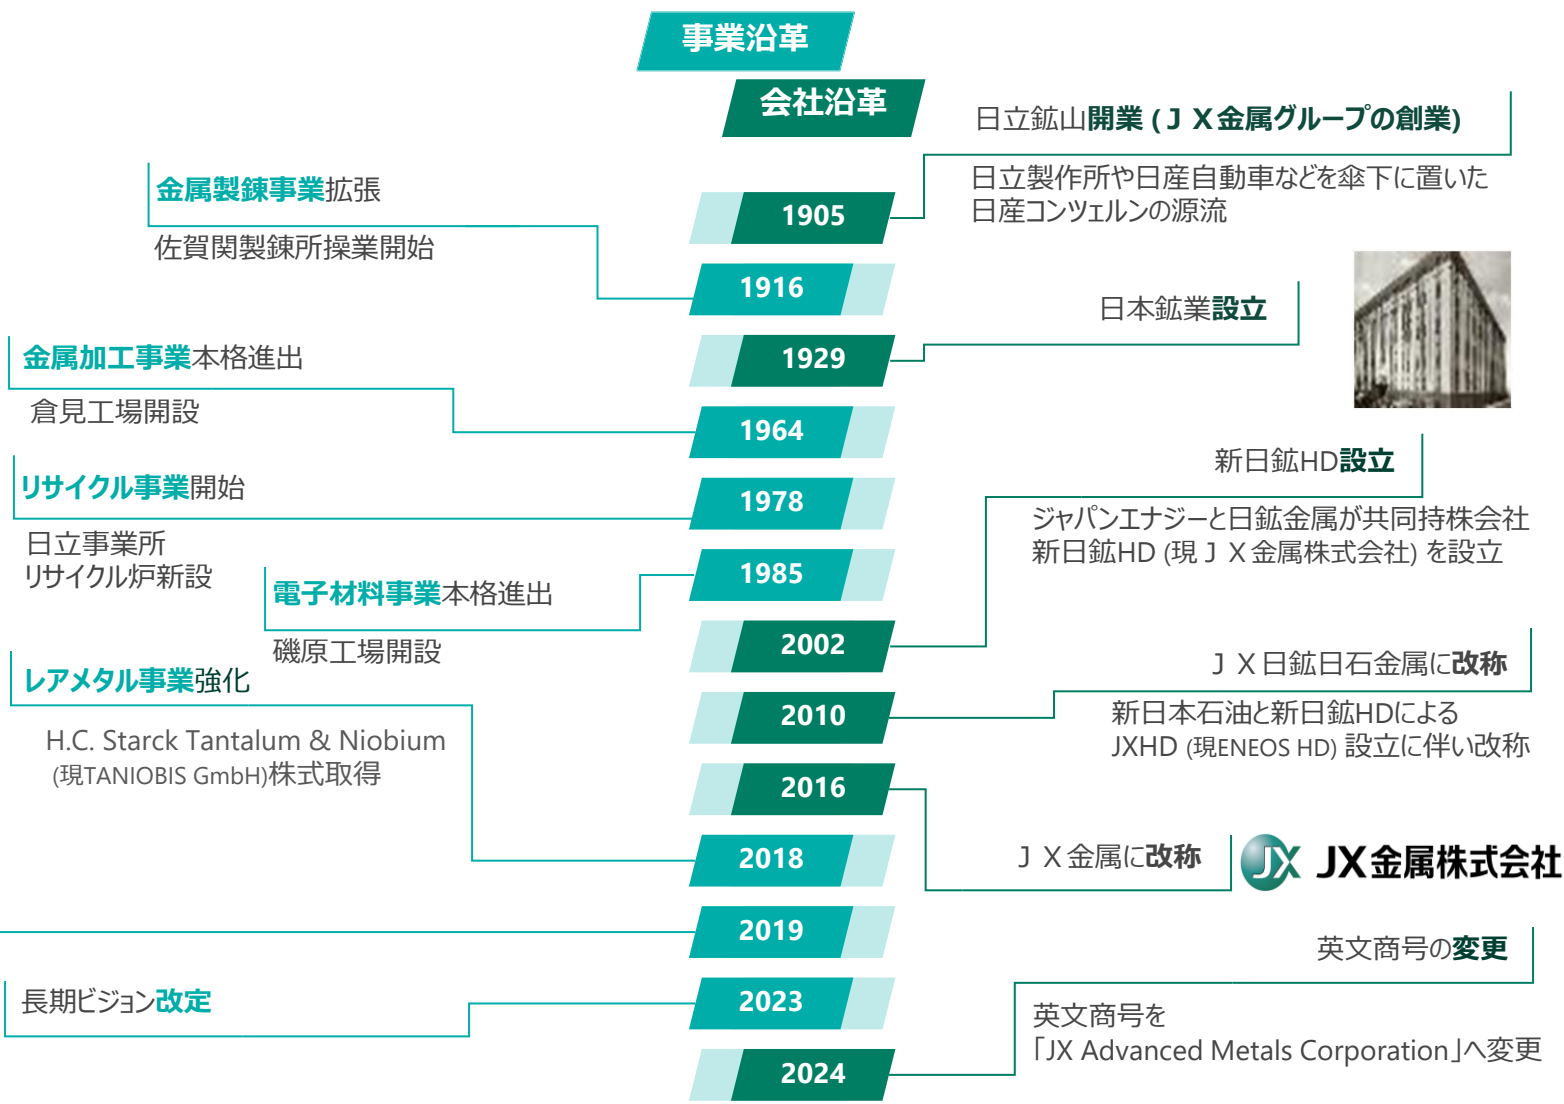 事業沿革
会社沿革
日立鉱山開業 (ＪＸ金属グループの創業)
日立製作所や日産自動車などを傘下に置いた
日産コンツェルンの源流
1905
金属製錬事業拡張
佐賀関製錬所操業開始
1916
日本鉱業設立
1929
金属加工事業本格進出
倉見工場開設
1964
リサイクル事業開始
日立事業所
リサイクル炉新設
1978
電子材料事業本格進出
磯原工場開設
1985
新日鉱HD設立
ジャパンエナジーと日鉱金属が共同持株会社
新日鉱HD (現ＪＸ金属株式会社) を設立
2002
ＪＸ日鉱日石金属に改称
新日本石油と新日鉱HDによる
JXHD (現ENEOS HD) 設立に伴い改称
2010
ＪＸ金属に改称
JX JX金属株式会社
2016
レアメタル事業強化
H.C. Starck Tantalum & Niobium
(現TANIOBIS GmbH)株式取得
2018
2019
長期ビジョン改定
2023
英文商号の変更
英文商号を
「JX Advanced Metals Corporation」へ変更
2024